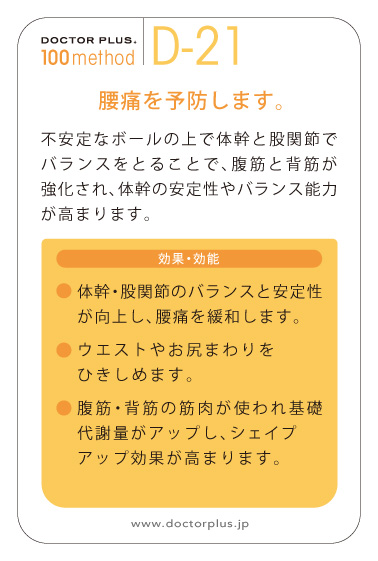 DOCTOR PLUS.
100method
D-21
腰痛を予防します。
不安定なボールの上で体幹と股関節で
バランスをとることで、腹筋と背筋が
強化され、体幹の安定性やバランス能力
が高まります。
効果・効能
● 体幹・股関節のバランスと安定性
が向上し、腰痛を緩和します。
● ウエストやお尻まわりを
ひきしめます。
● 腹筋・背筋の筋肉が使われ基礎
代謝量がアップし、シェイプ
アップ効果が高まります。
www.doctorplus.jp